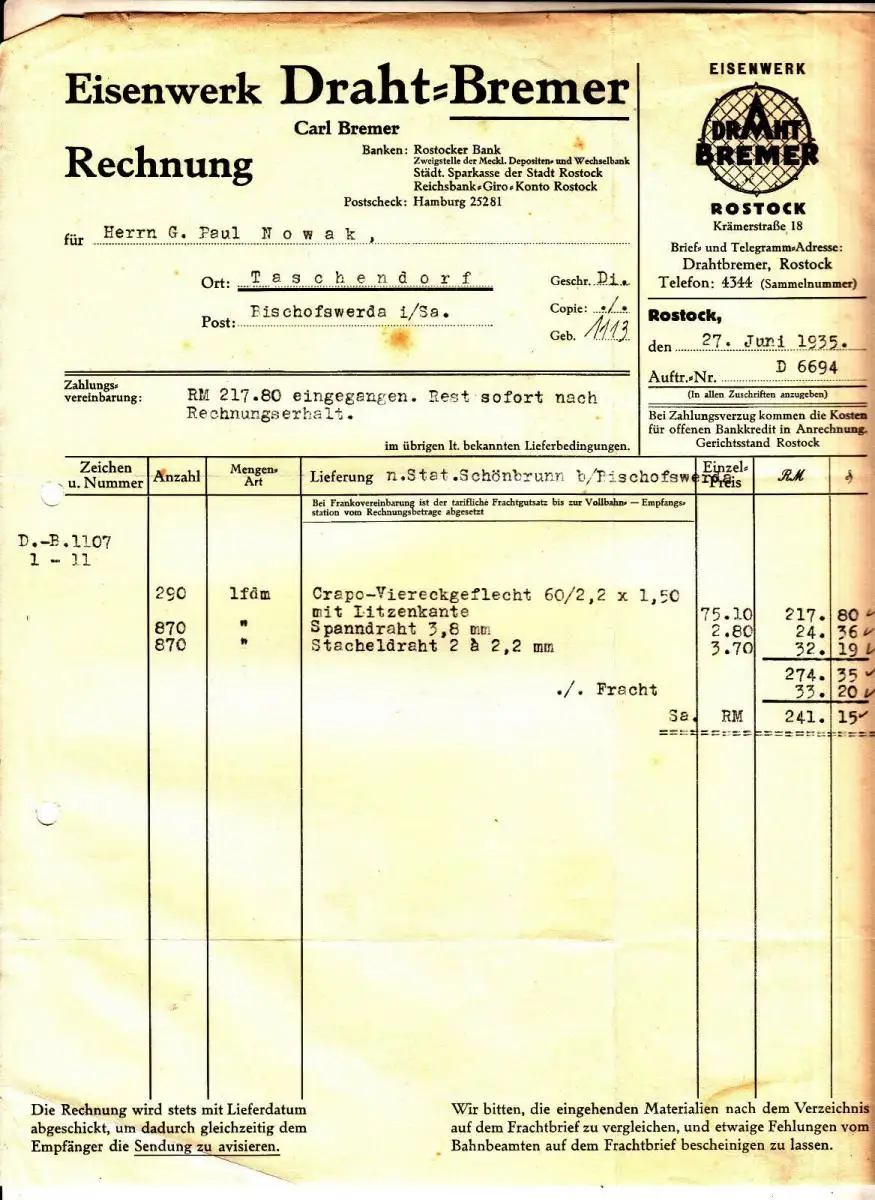 Eisenwerk Draht-Bremer
Carl Bremer
Rechnung
Banken: Rostocker Bank
Zweigstelle der Meckl. Depositen- und Wechselbank
Städt. Sparkasse der Stadt Rostock
Reichsbank-Giro-Konto Rostock
Postscheck: Hamburg 25281
EISENWERK
DRAHT
BREMER
ROSTOCK
Krämerstraße 18
Brief- und Telegramm-Adresse:
Drahtbremer, Rostock
Telefon: 4344 (Sammelnummer)
für Herrn G. Paul Nowak,
Ort: Taschendorf
Post: Bischofswerda i/Sa.
Geschr. Di.
Copie: ./.
Geb. 1113
Rostock,
den 27. Juni 1935.
Auftr.-Nr. D 6694
(In allen Zuschriften anzugeben)
Bei Zahlungsverzug kommen die Kosten
für offenen Bankkredit in Anrechnung.
Gerichtsstand Rostock
Zahlungs-
vereinbarung: RM 217.80 eingegangen. Rest sofort nach
Rechnungserhalt.
im übrigen lt. bekannten Lieferbedingungen.
Zeichen u. Nummer Anzahl Mengen-Art Lieferung n.Stat.Schönbrunn b/Bischofswerda Einzel-Preis RM ₰
Bei Frankovereinbarung ist der tarifliche Frachtgutsatz bis zur Vollbahn- — Empfangs-
station vom Rechnungsbetrage abgesetzt
D.-B.1107
1 - 11
290 lfdm Crapo-Viereckgeflecht 60/2,2 x 1,50
mit Litzenkante 75.10 217. 80
870 " Spanndraht 3,8 mm 2.80 24. 36
870 " Stacheldraht 2 à 2,2 mm 3.70 32. 19
274. 35
./. Fracht 33. 20
Sa. RM 241. 15
Die Rechnung wird stets mit Lieferdatum
abgeschickt, um dadurch gleichzeitig dem
Empfänger die Sendung zu avisieren.
Wir bitten, die eingehenden Materialien nach dem Verzeichnis
auf dem Frachtbrief zu vergleichen, und etwaige Fehlungen vom
Bahnbeamten auf dem Frachtbrief bescheinigen zu lassen.